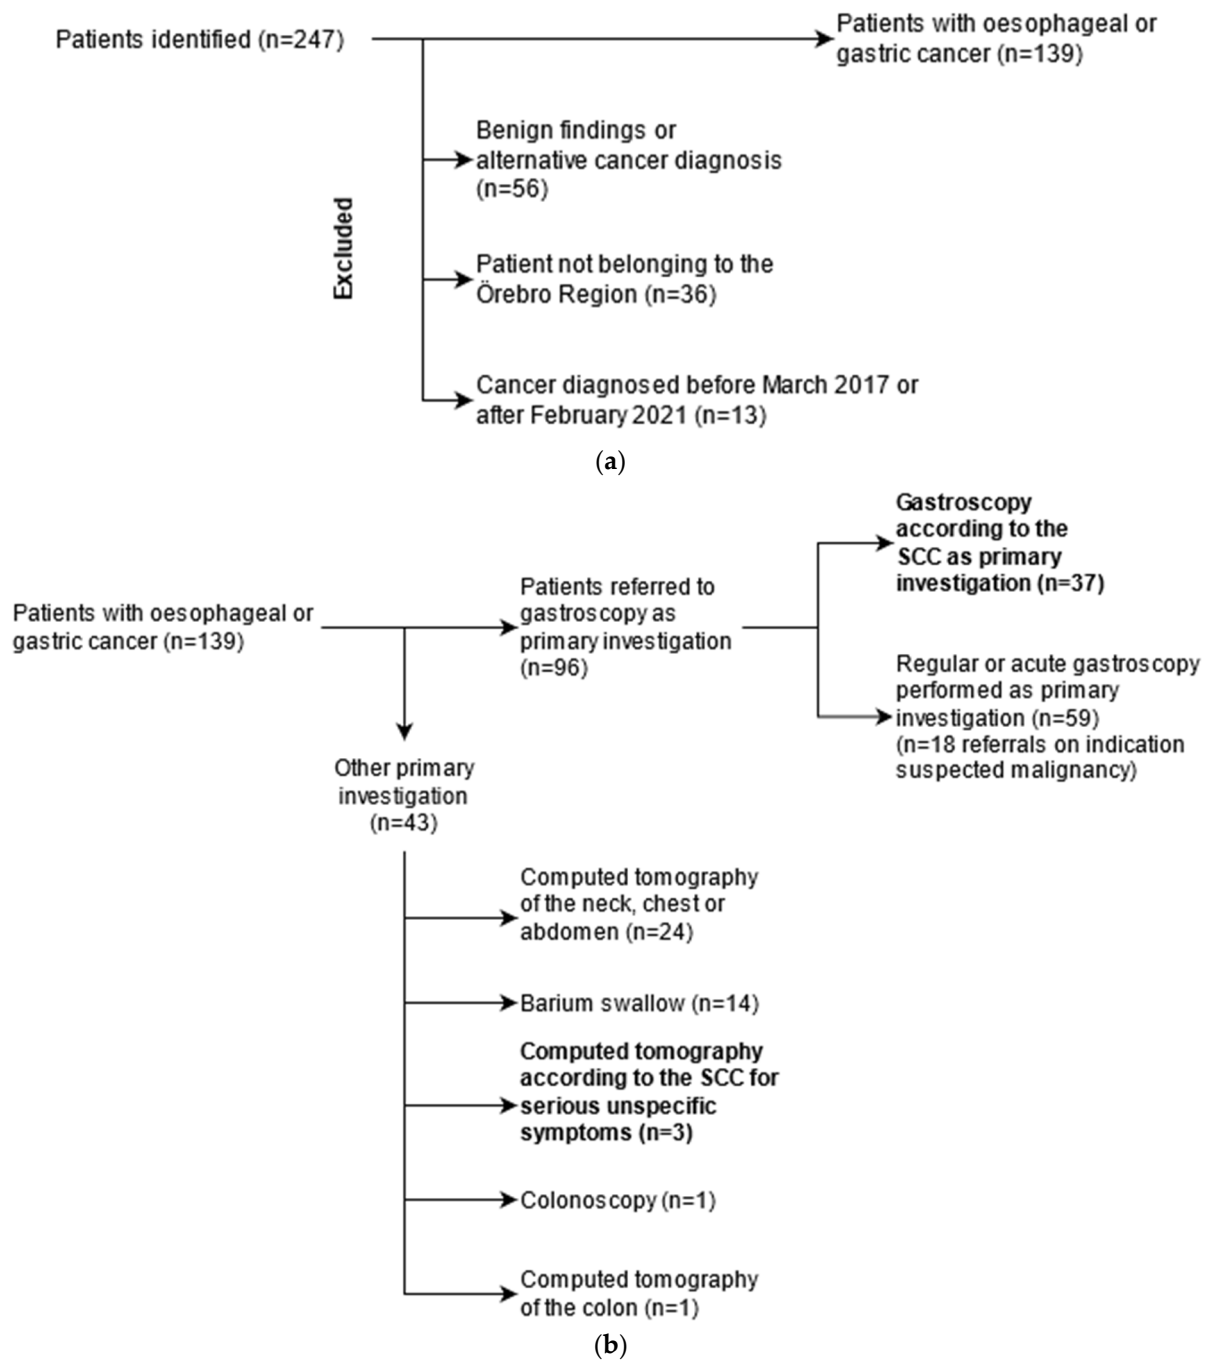 Patients identified (n=247)
Patients with oesophageal or
gastric cancer (n=139)
Excluded
Benign findings or
alternative cancer diagnosis
(n=56)
Patient not belonging to the
Örebro Region (n=36)
Cancer diagnosed before March 2017 or
after February 2021 (n=13)
(a)
Patients with oesophageal or
gastric cancer (n=139)
Patients referred to
gastroscopy as
primary investigation
(n=96)
Gastroscopy
according to the
SCC as primary
investigation (n=37)
Regular or acute gastroscopy
performed as primary
investigation (n=59)
(n=18 referrals on indication
suspected malignancy)
Other primary
investigation
(n=43)
Computed tomography
of the neck, chest or
abdomen (n=24)
Barium swallow (n=14)
Computed tomography
according to the SCC for
serious unspecific
symptoms (n=3)
Colonoscopy (n=1)
Computed tomography
of the colon (n=1)
(b)